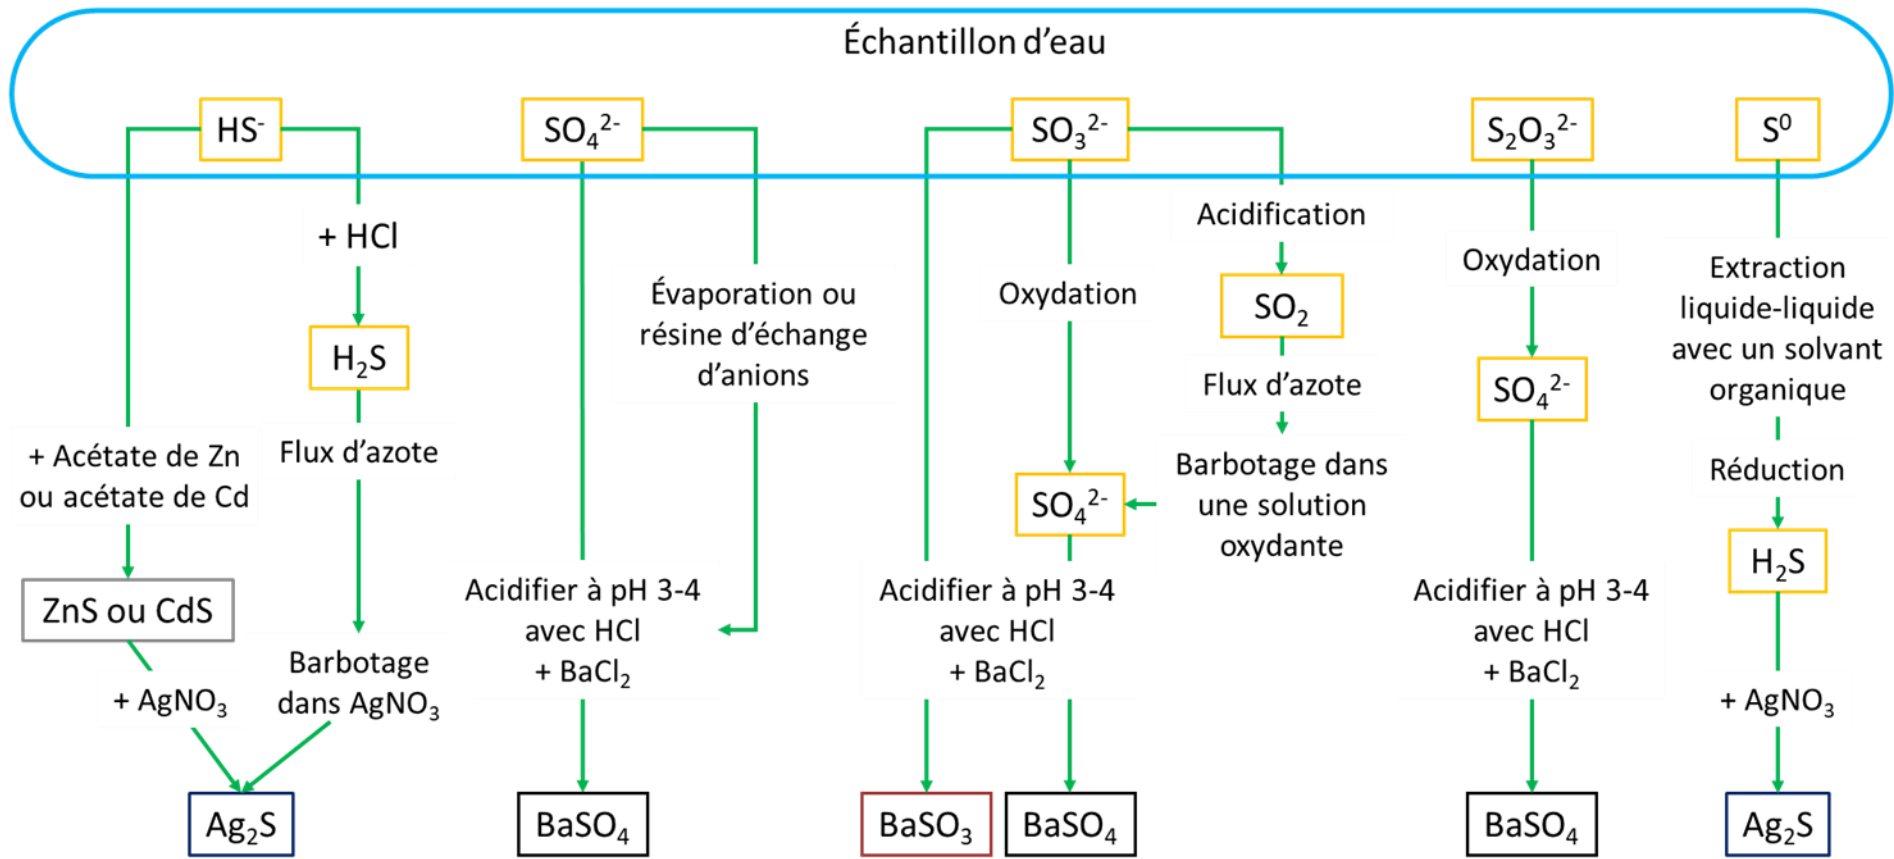 Échantillon d'eau
HS⁻
SO₄²⁻
SO₃²⁻
S₂O₃²⁻
S⁰
+ HCl
H₂S
Flux d'azote
Barbotage
dans AgNO₃
+ Acétate de Zn
ou acétate de Cd
ZnS ou CdS
+ AgNO₃
Ag₂S
Évaporation ou
résine d'échange
d'anions
Acidifier à pH 3-4
avec HCl
+ BaCl₂
BaSO₄
Oxydation
SO₄²⁻
Acidification
SO₂
Flux d'azote
Barbotage dans
une solution
oxydante
Acidifier à pH 3-4
avec HCl
+ BaCl₂
BaSO₃
BaSO₄
Oxydation
SO₄²⁻
Acidifier à pH 3-4
avec HCl
+ BaCl₂
BaSO₄
Extraction
liquide-liquide
avec un solvant
organique
Réduction
H₂S
+ AgNO₃
Ag₂S